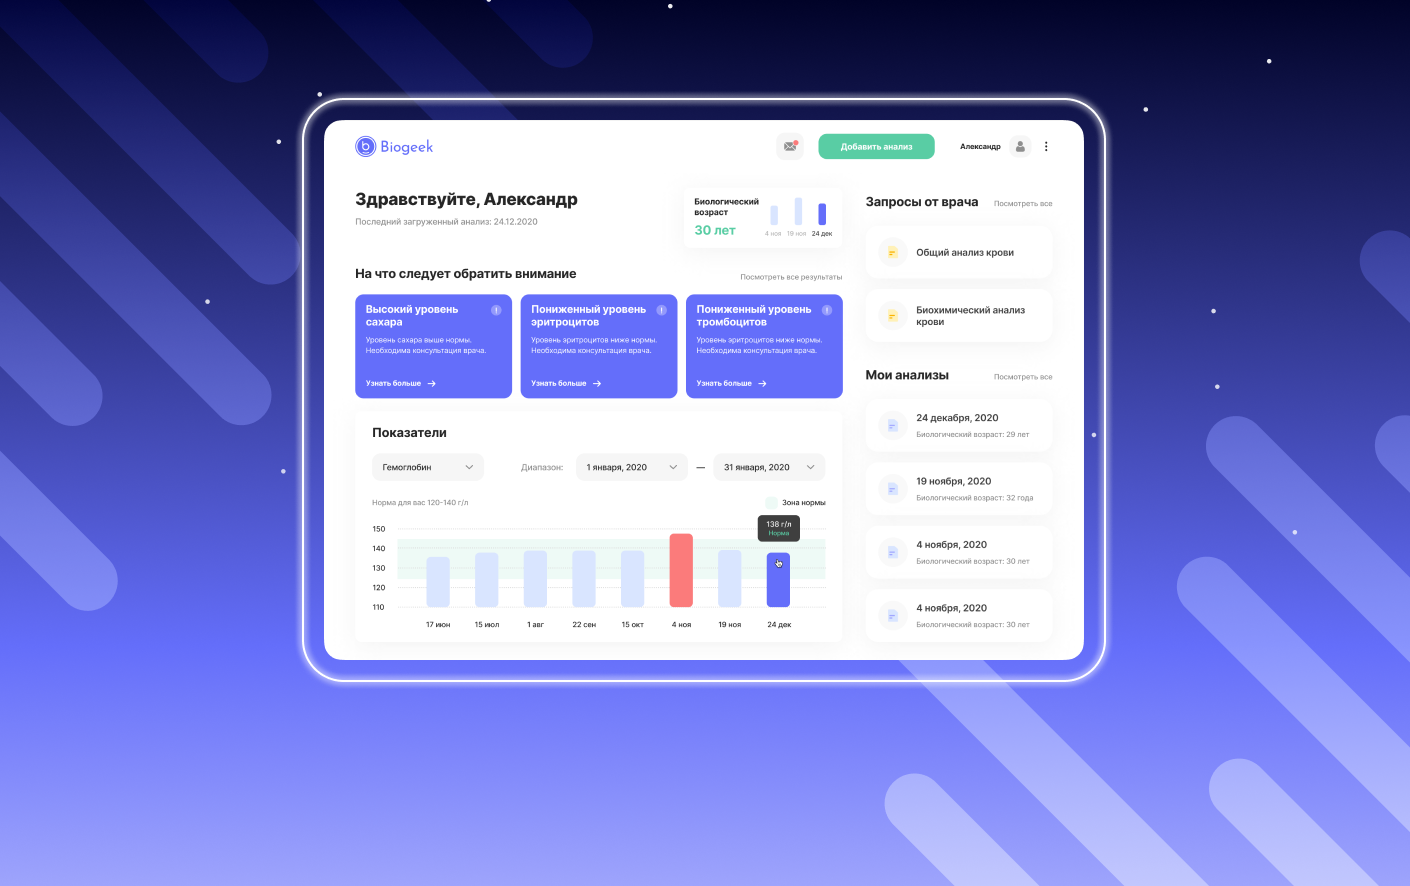 Biogeek
Добавить анализ
Александр
Здравствуйте, Александр
Последний загруженный анализ: 24.12.2020
Биологический
возраст
30 лет
4 ноя 19 ноя 24 дек
На что следует обратить внимание
Посмотреть все результаты
Высокий уровень
сахара
Уровень сахара выше нормы.
Необходима консультация врача.
Узнать больше
Пониженный уровень
эритроцитов
Уровень эритроцитов ниже нормы.
Необходима консультация врача.
Узнать больше
Пониженный уровень
тромбоцитов
Уровень эритроцитов ниже нормы.
Необходима консультация врача.
Узнать больше
Показатели
Гемоглобин
Диапазон:
1 января, 2020
—
31 января, 2020
Норма для вас 120-140 г/л
Зона нормы
138 г/л
Норма
150
140
130
120
110
17 июн 15 июл 1 авг 22 сен 15 окт 4 ноя 19 ноя 24 дек
Запросы от врача
Посмотреть все
Общий анализ крови
Биохимический анализ
крови
Мои анализы
Посмотреть все
24 декабря, 2020
Биологический возраст: 29 лет
19 ноября, 2020
Биологический возраст: 32 года
4 ноября, 2020
Биологический возраст: 30 лет
4 ноября, 2020
Биологический возраст: 30 лет